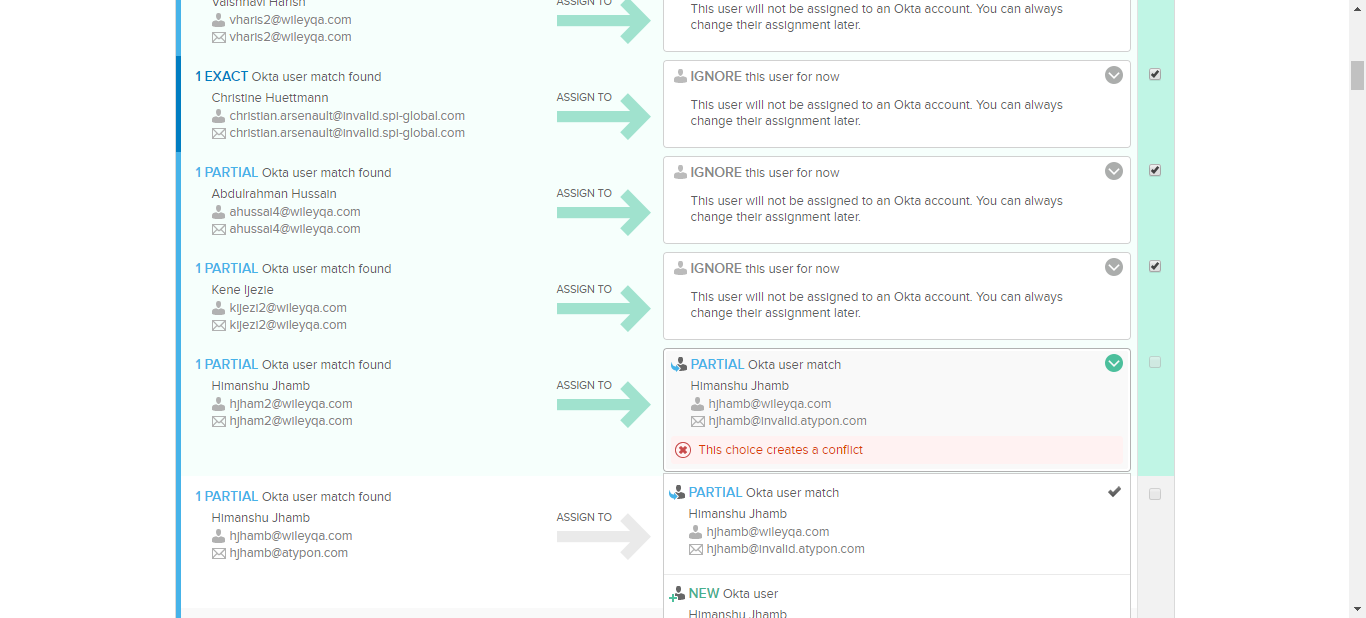 Vaishnavi Harish
vharis2@wileyqa.com
vharis2@wileyqa.com
ASSIGN TO
This user will not be assigned to an Okta account. You can always
change their assignment later.
1 EXACT Okta user match found
Christine Huettmann
christian.arsenault@invalid.spi-global.com
christian.arsenault@invalid.spi-global.com
ASSIGN TO
IGNORE this user for now
This user will not be assigned to an Okta account. You can always
change their assignment later.
1 PARTIAL Okta user match found
Abdulrahman Hussain
ahussai4@wileyqa.com
ahussai4@wileyqa.com
ASSIGN TO
IGNORE this user for now
This user will not be assigned to an Okta account. You can always
change their assignment later.
1 PARTIAL Okta user match found
Kene Ijezie
kijezi2@wileyqa.com
kijezi2@wileyqa.com
ASSIGN TO
IGNORE this user for now
This user will not be assigned to an Okta account. You can always
change their assignment later.
1 PARTIAL Okta user match found
Himanshu Jhamb
hjham2@wileyqa.com
hjham2@wileyqa.com
ASSIGN TO
PARTIAL Okta user match
Himanshu Jhamb
hjhamb@wileyqa.com
hjhamb@invalid.atypon.com
This choice creates a conflict
1 PARTIAL Okta user match found
Himanshu Jhamb
hjhamb@wileyqa.com
hjhamb@atypon.com
ASSIGN TO
PARTIAL Okta user match
Himanshu Jhamb
hjhamb@wileyqa.com
hjhamb@invalid.atypon.com
NEW Okta user
Himanshu Jhamb